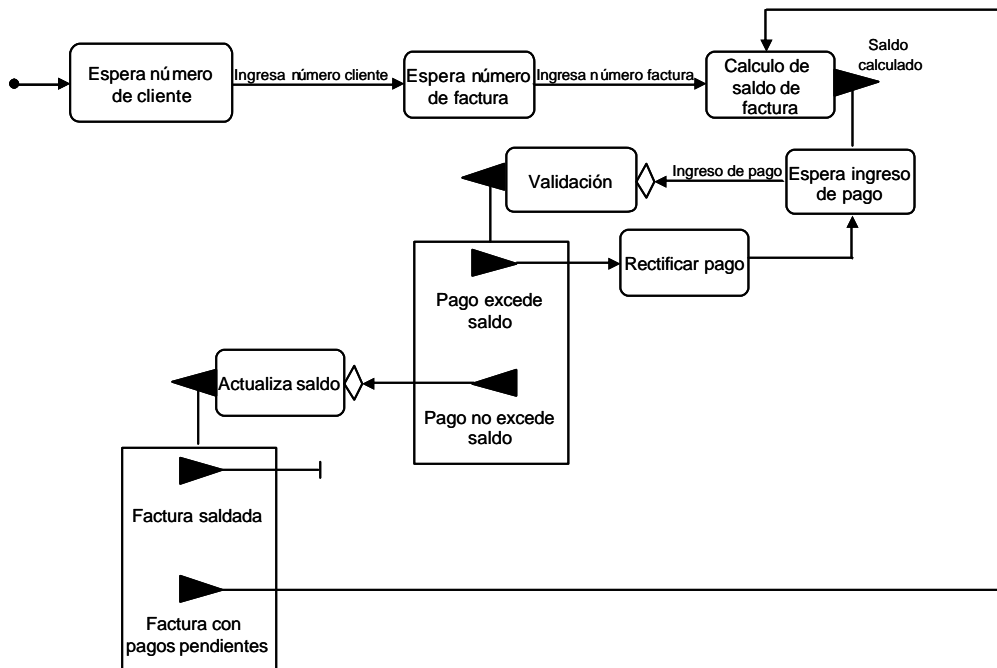 Espera número
de cliente
Ingresa número cliente
Espera número
de factura
Ingresa número factura
Calculo de
saldo de
factura
Saldo
calculado
Validación
Ingreso de pago
Espera ingreso
de pago
Rectificar pago
Pago excede
saldo
Actualiza saldo
Pago no excede
saldo
Factura saldada
Factura con
pagos pendientes